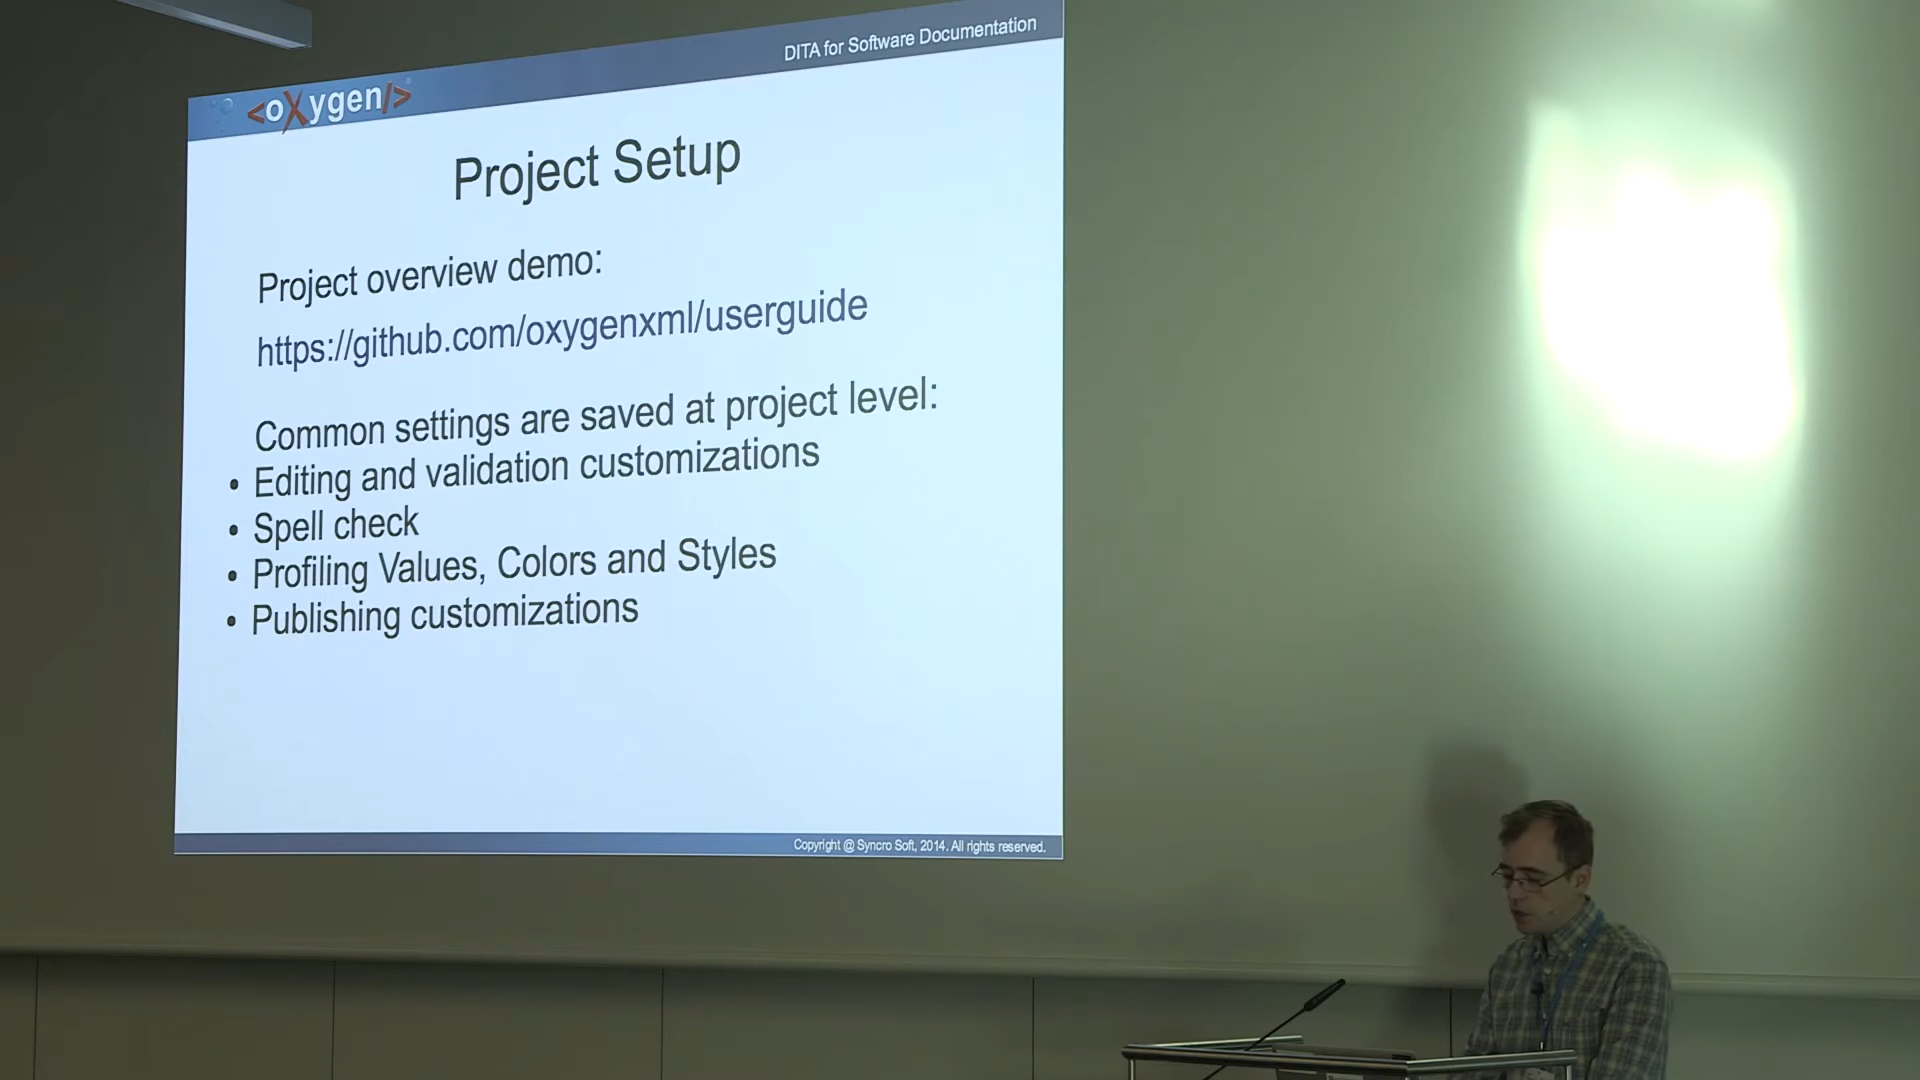 DITA for Software Documentation
<oXygen/>
Project Setup
Project overview demo:
https://github.com/oxygenxml/userguide
Common settings are saved at project level:
• Editing and validation customizations
• Spell check
• Profiling Values, Colors and Styles
• Publishing customizations
Copyright @ Syncro Soft, 2014. All rights reserved.